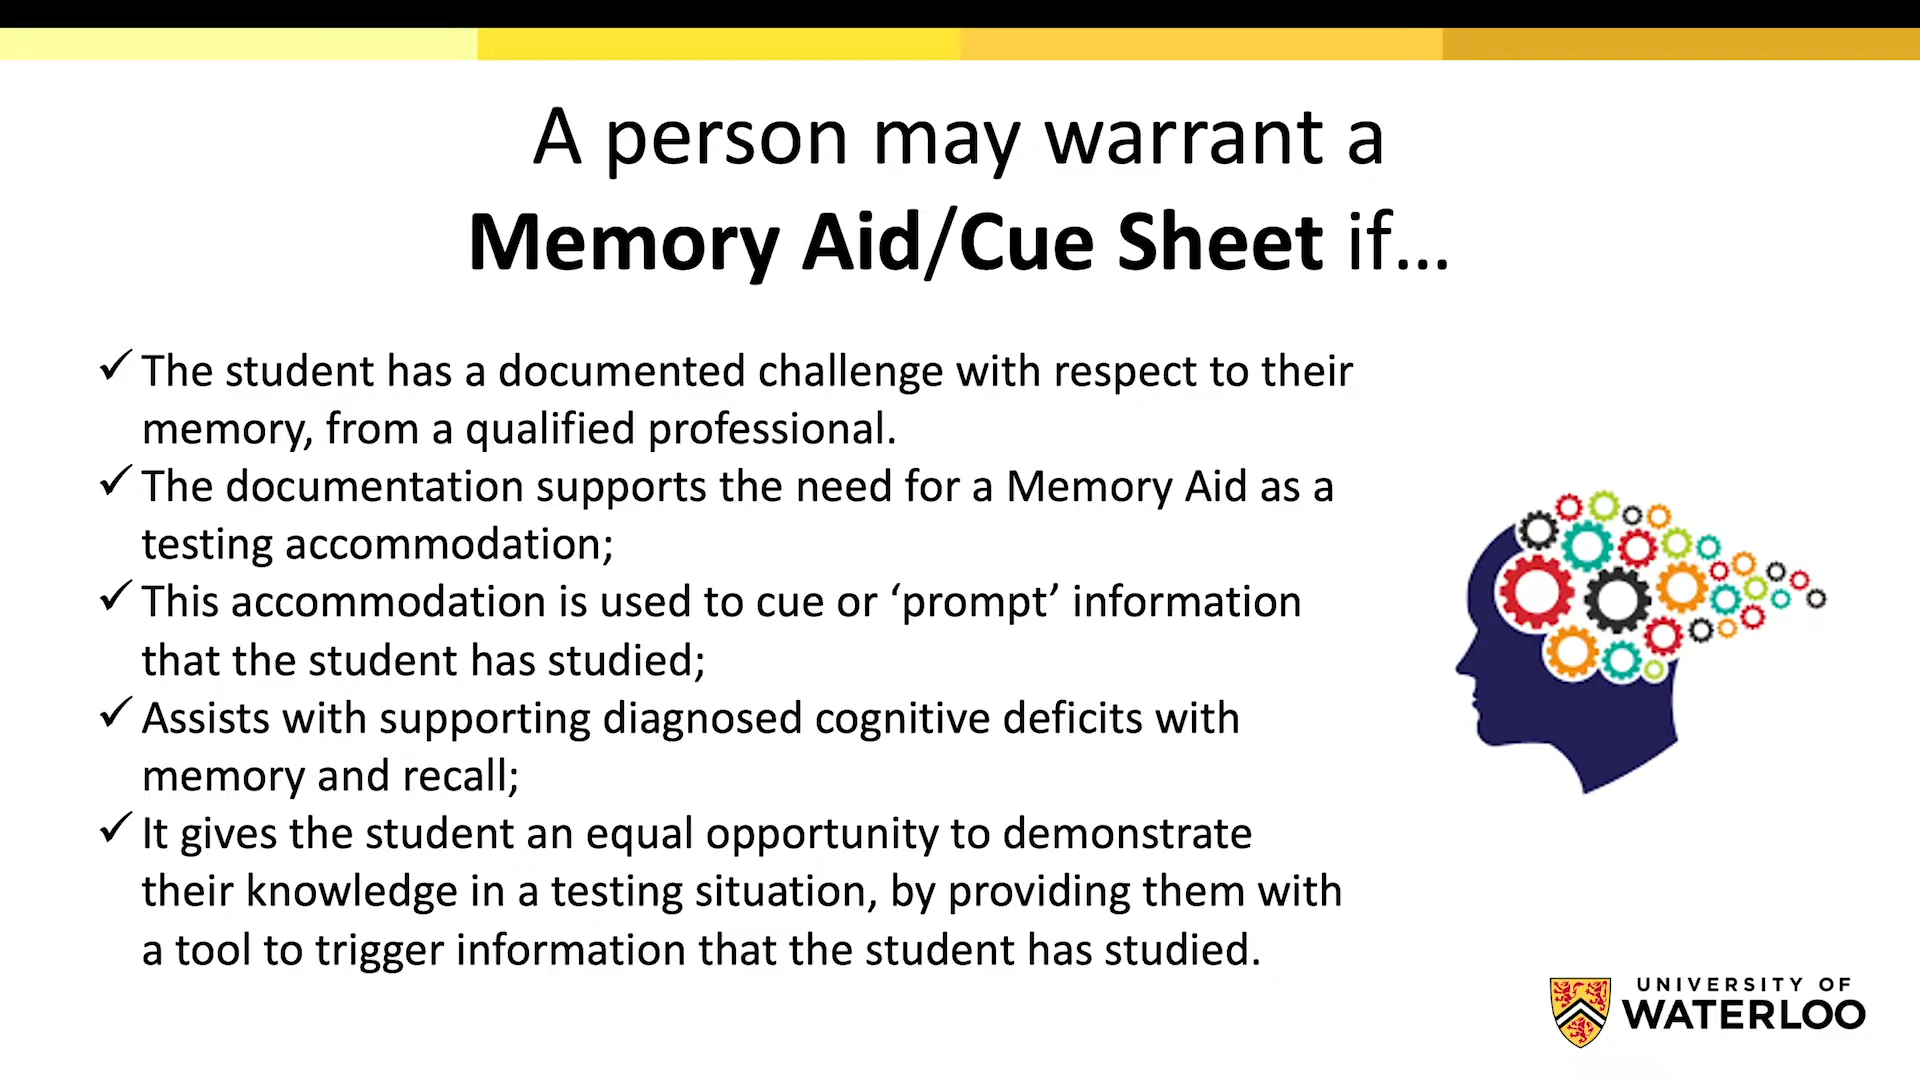 A person may warrant a
Memory Aid/Cue Sheet if...
✓ The student has a documented challenge with respect to their
memory, from a qualified professional.
✓ The documentation supports the need for a Memory Aid as a
testing accommodation;
✓ This accommodation is used to cue or ‘prompt’ information
that the student has studied;
✓ Assists with supporting diagnosed cognitive deficits with
memory and recall;
✓ It gives the student an equal opportunity to demonstrate
their knowledge in a testing situation, by providing them with
a tool to trigger information that the student has studied.
UNIVERSITY OF
WATERLOO